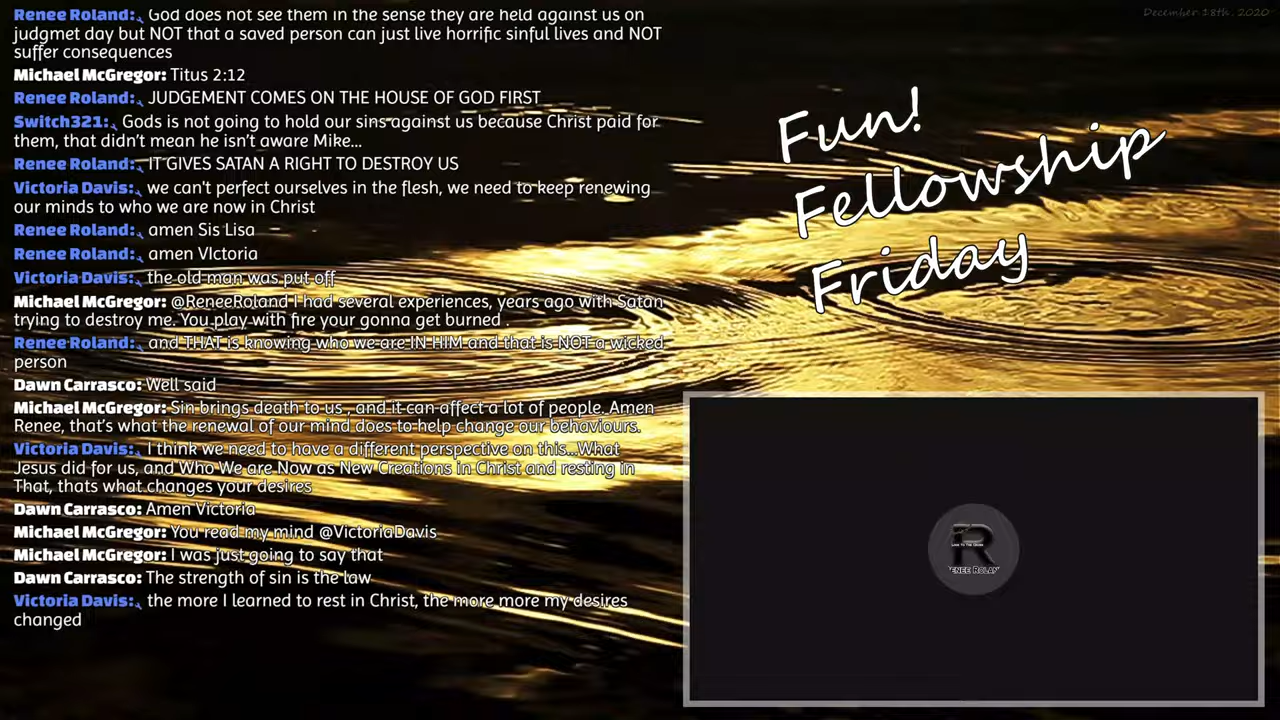 Renee Roland: God does not see them in the sense they are held against us on
judgmet day but NOT that a saved person can just live horrific sinful lives and NOT
suffer consequences
Michael McGregor: Titus 2:12
Renee Roland: JUDGEMENT COMES ON THE HOUSE OF GOD FIRST
Switch321: Gods is not going to hold our sins against us because Christ paid for
them, that didn't mean he isn't aware Mike...
Renee Roland: IT GIVES SATAN A RIGHT TO DESTROY US
Victoria Davis: we can't perfect ourselves in the flesh, we need to keep renewing
our minds to who we are now in Christ
Renee Roland: amen Sis Lisa
Renee Roland: amen VIctoria
Victoria Davis: the old man was put off
Michael McGregor: @ReneeRoland I had several experiences, years ago with Satan
trying to destroy me. You play with fire your gonna get burned .
Renee Roland: and THAT is knowing who we are IN HIM and that is NOT a wicked
person
Dawn Carrasco: Well said
Michael McGregor: Sin brings death to us , and it can affect a lot of people. Amen
Renee, that's what the renewal of our mind does to help change our behaviours.
Victoria Davis: I think we need to have a different perspective on this...What
Jesus did for us, and Who We are Now as New Creations in Christ and resting in
That, thats what changes your desires
Dawn Carrasco: Amen Victoria
Michael McGregor: You read my mind @VictoriaDavis
Michael McGregor: I was just going to say that
Dawn Carrasco: The strength of sin is the law
Victoria Davis: the more I learned to rest in Christ, the more more my desires
changed
December 18th, 2020
Fun!
Fellowship
Friday
R